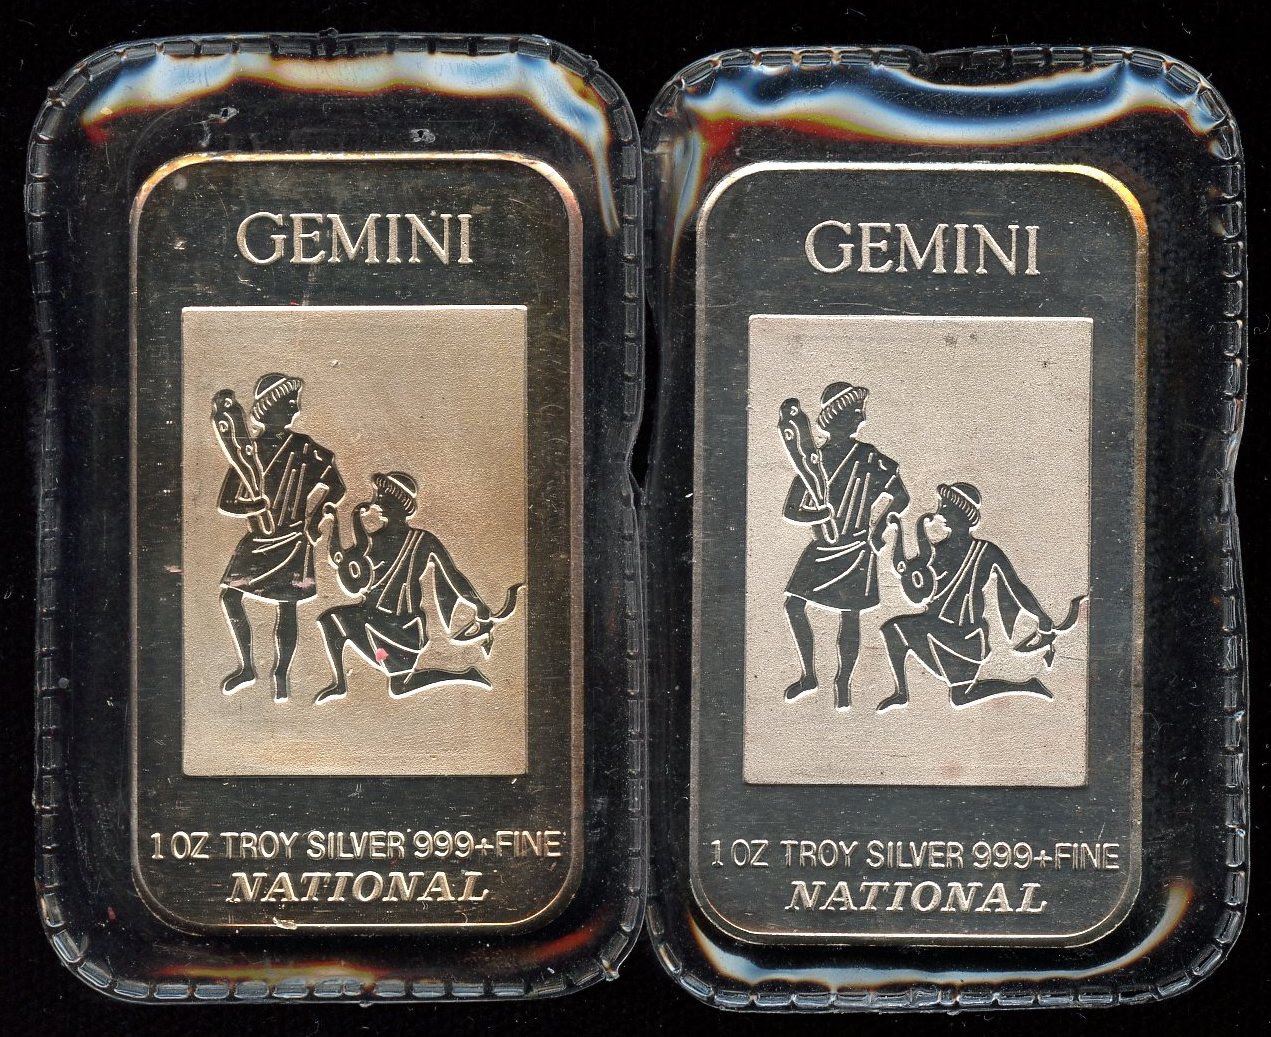 GEMINI
1 OZ TROY SILVER 999+FINE
NATIONAL
GEMINI
1 OZ TROY SILVER 999+FINE
NATIONAL